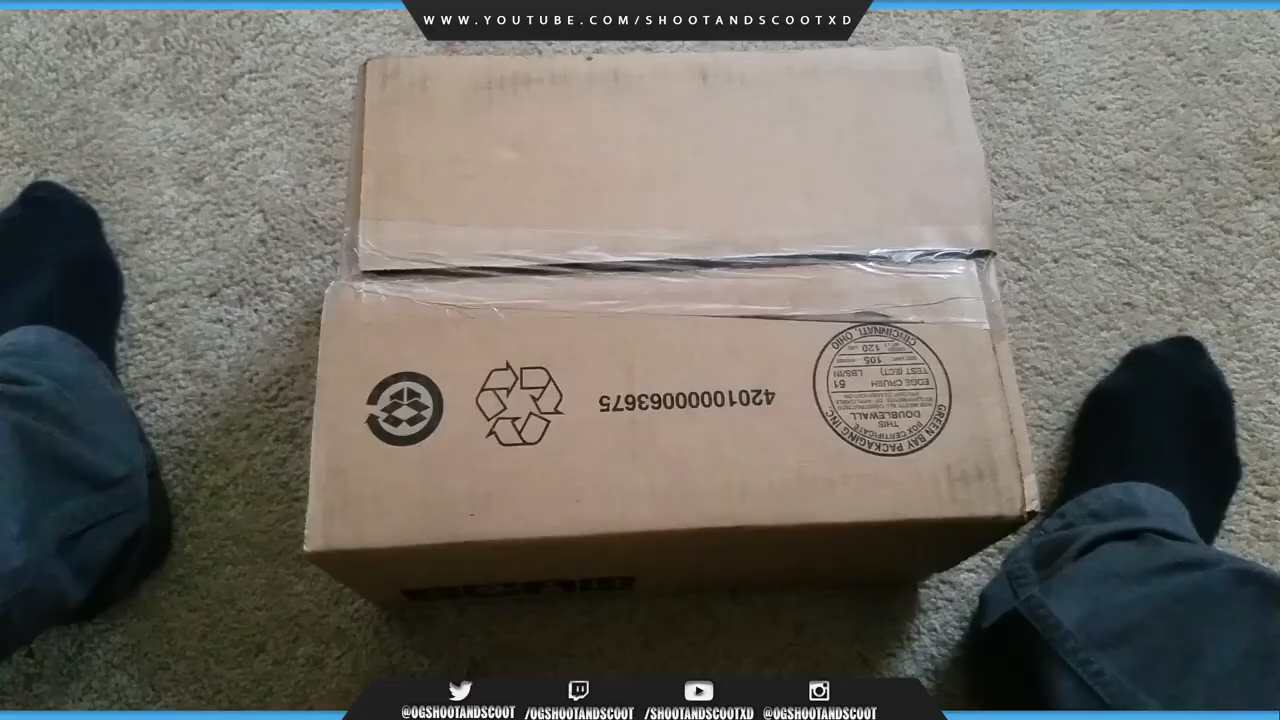 WWW.YOUTUBE.COM/SHOOTANDSCOOTXD
42010000063675
CINCINNATI, OHIO
120
105
TEST (ECT) LBS/IN
EDGE CRUSH 51
DOUBLEWALL
THIS
BOX CERTIFICATE
GREEN BAY PACKAGING INC
@OGSHOOTANDSCOOT /OGSHOOTANDSCOOT /SHOOTANDSCOOTXD @OGSHOOTANDSCOOT